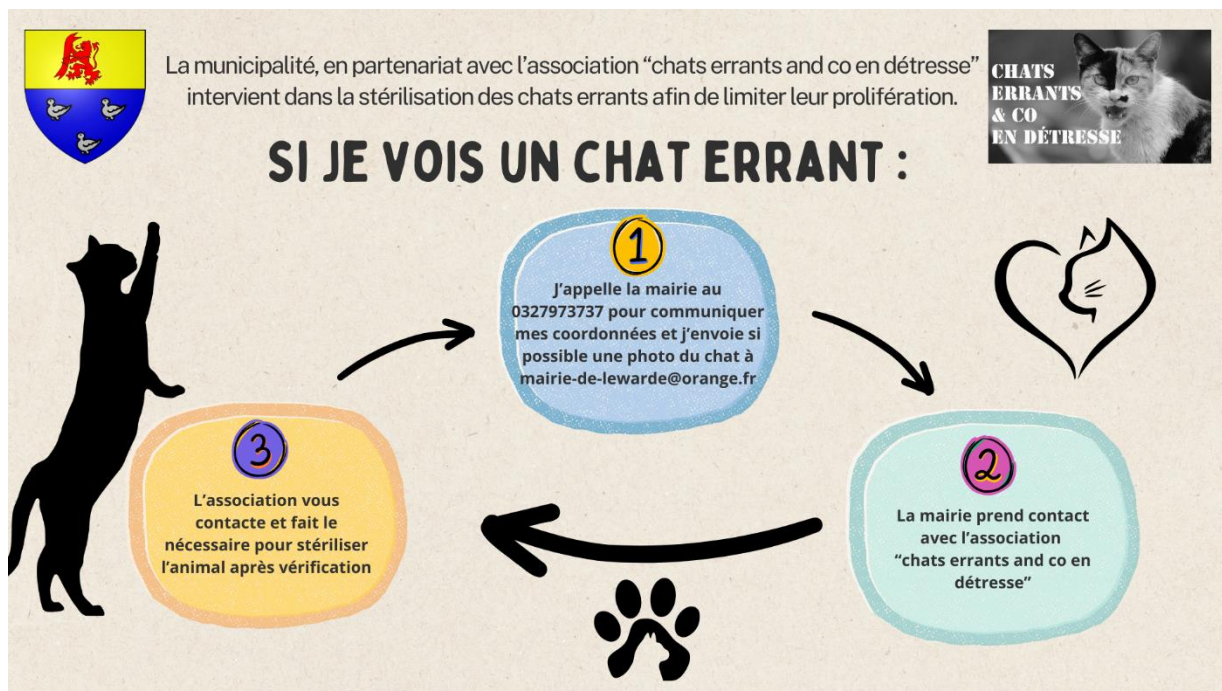 La municipalité, en partenariat avec l’association “chats errants and co en détresse”
intervient dans la stérilisation des chats errants afin de limiter leur prolifération.
CHATS
ERRANTS
& CO
EN DÉTRESSE
SI JE VOIS UN CHAT ERRANT :
1
J’appelle la mairie au
0327973737 pour communiquer
mes coordonnées et j’envoie si
possible une photo du chat à
mairie-de-lewarde@orange.fr
2
La mairie prend contact
avec l’association
“chats errants and co en
détresse”
3
L’association vous
contacte et fait le
nécessaire pour stériliser
l’animal après vérification